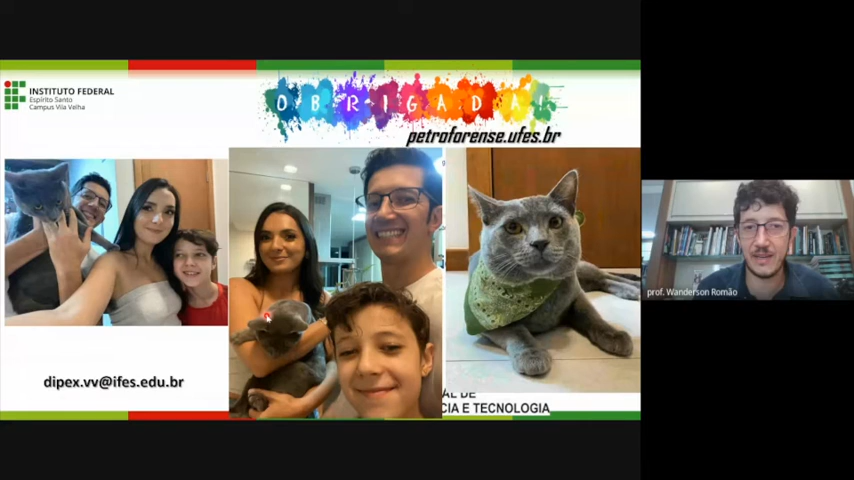 INSTITUTO FEDERAL
Espírito Santo
Campus Vila Velha
OBRIGADA!
petroforense.ufes.br
prof. Wanderson Romão
dipex.vv@ifes.edu.br
AL DE
CIA E TECNOLOGIA